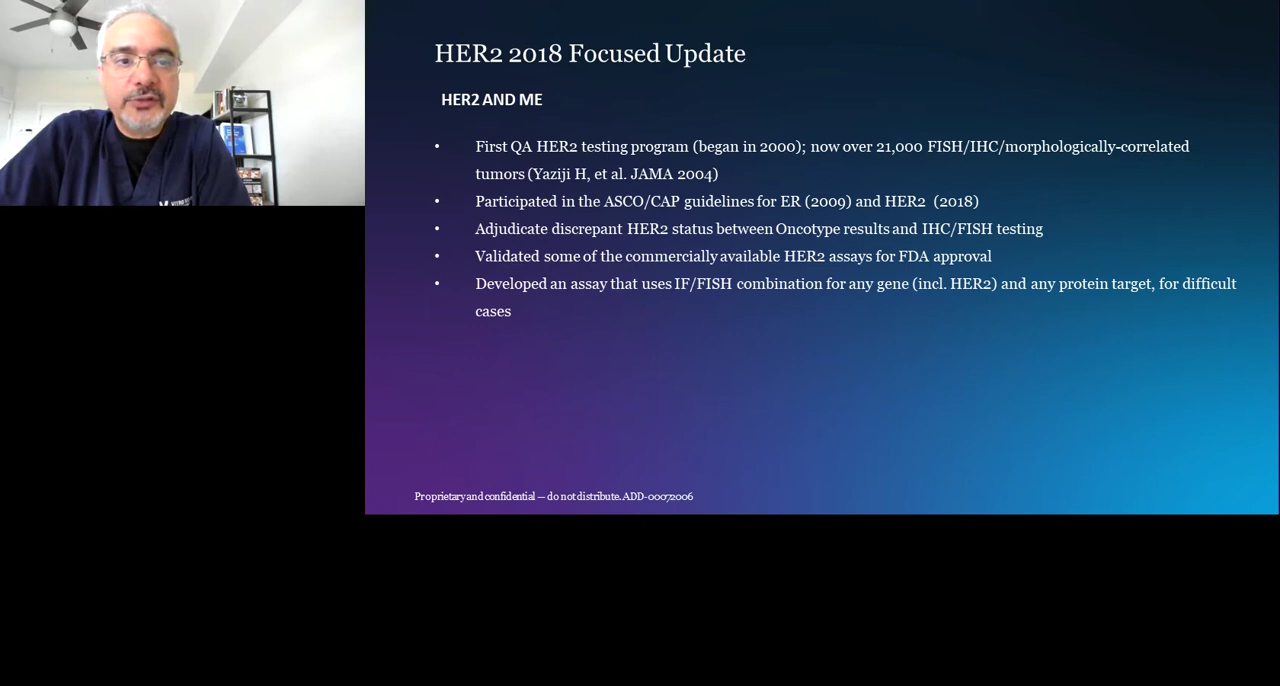 HER2 2018 Focused Update
HER2 AND ME
• First QA HER2 testing program (began in 2000); now over 21,000 FISH/IHC/morphologically-correlated
tumors (Yaziji H, et al. JAMA 2004)
• Participated in the ASCO/CAP guidelines for ER (2009) and HER2 (2018)
• Adjudicate discrepant HER2 status between Oncotype results and IHC/FISH testing
• Validated some of the commercially available HER2 assays for FDA approval
• Developed an assay that uses IF/FISH combination for any gene (incl. HER2) and any protein target, for difficult
cases
Proprietary and confidential — do not distribute. ADD-00072006